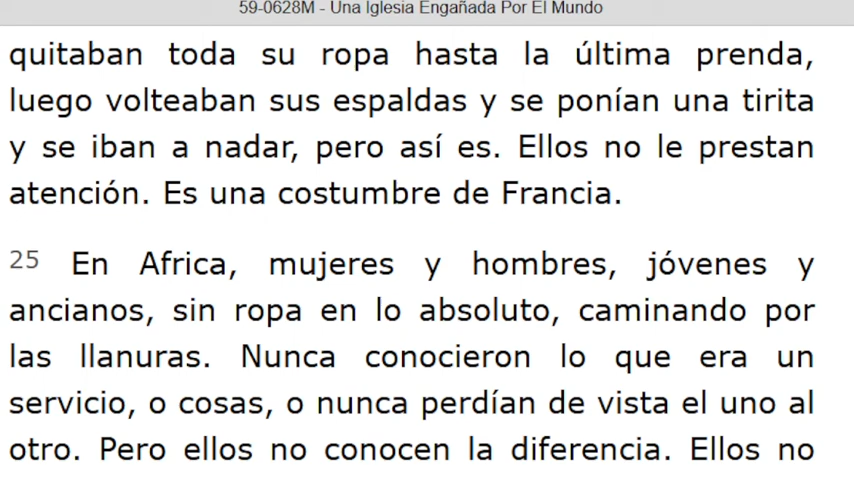 59-0628M - Una Iglesia Engañada Por El Mundo
quitaban toda su ropa hasta la última prenda,
luego volteaban sus espaldas y se ponían una tirita
y se iban a nadar, pero así es. Ellos no le prestan
atención. Es una costumbre de Francia.
25 En Africa, mujeres y hombres, jóvenes y
ancianos, sin ropa en lo absoluto, caminando por
las llanuras. Nunca conocieron lo que era un
servicio, o cosas, o nunca perdían de vista el uno al
otro. Pero ellos no conocen la diferencia. Ellos no